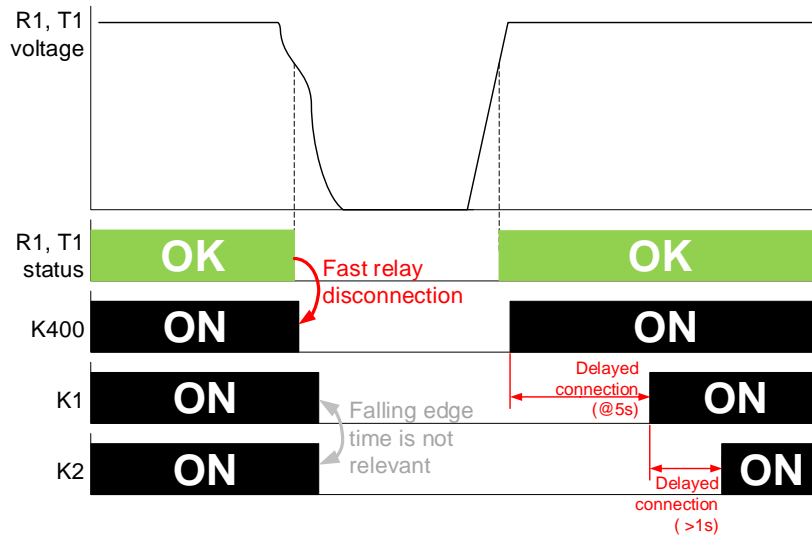 R1, T1
voltage
R1, T1
status
OK
OK
Fast relay
disconnection
K400
ON
ON
K1
ON
Delayed
connection
(@5s)
ON
Falling edge
time is not
relevant
K2
ON
ON
Delayed
connection
( >1s)